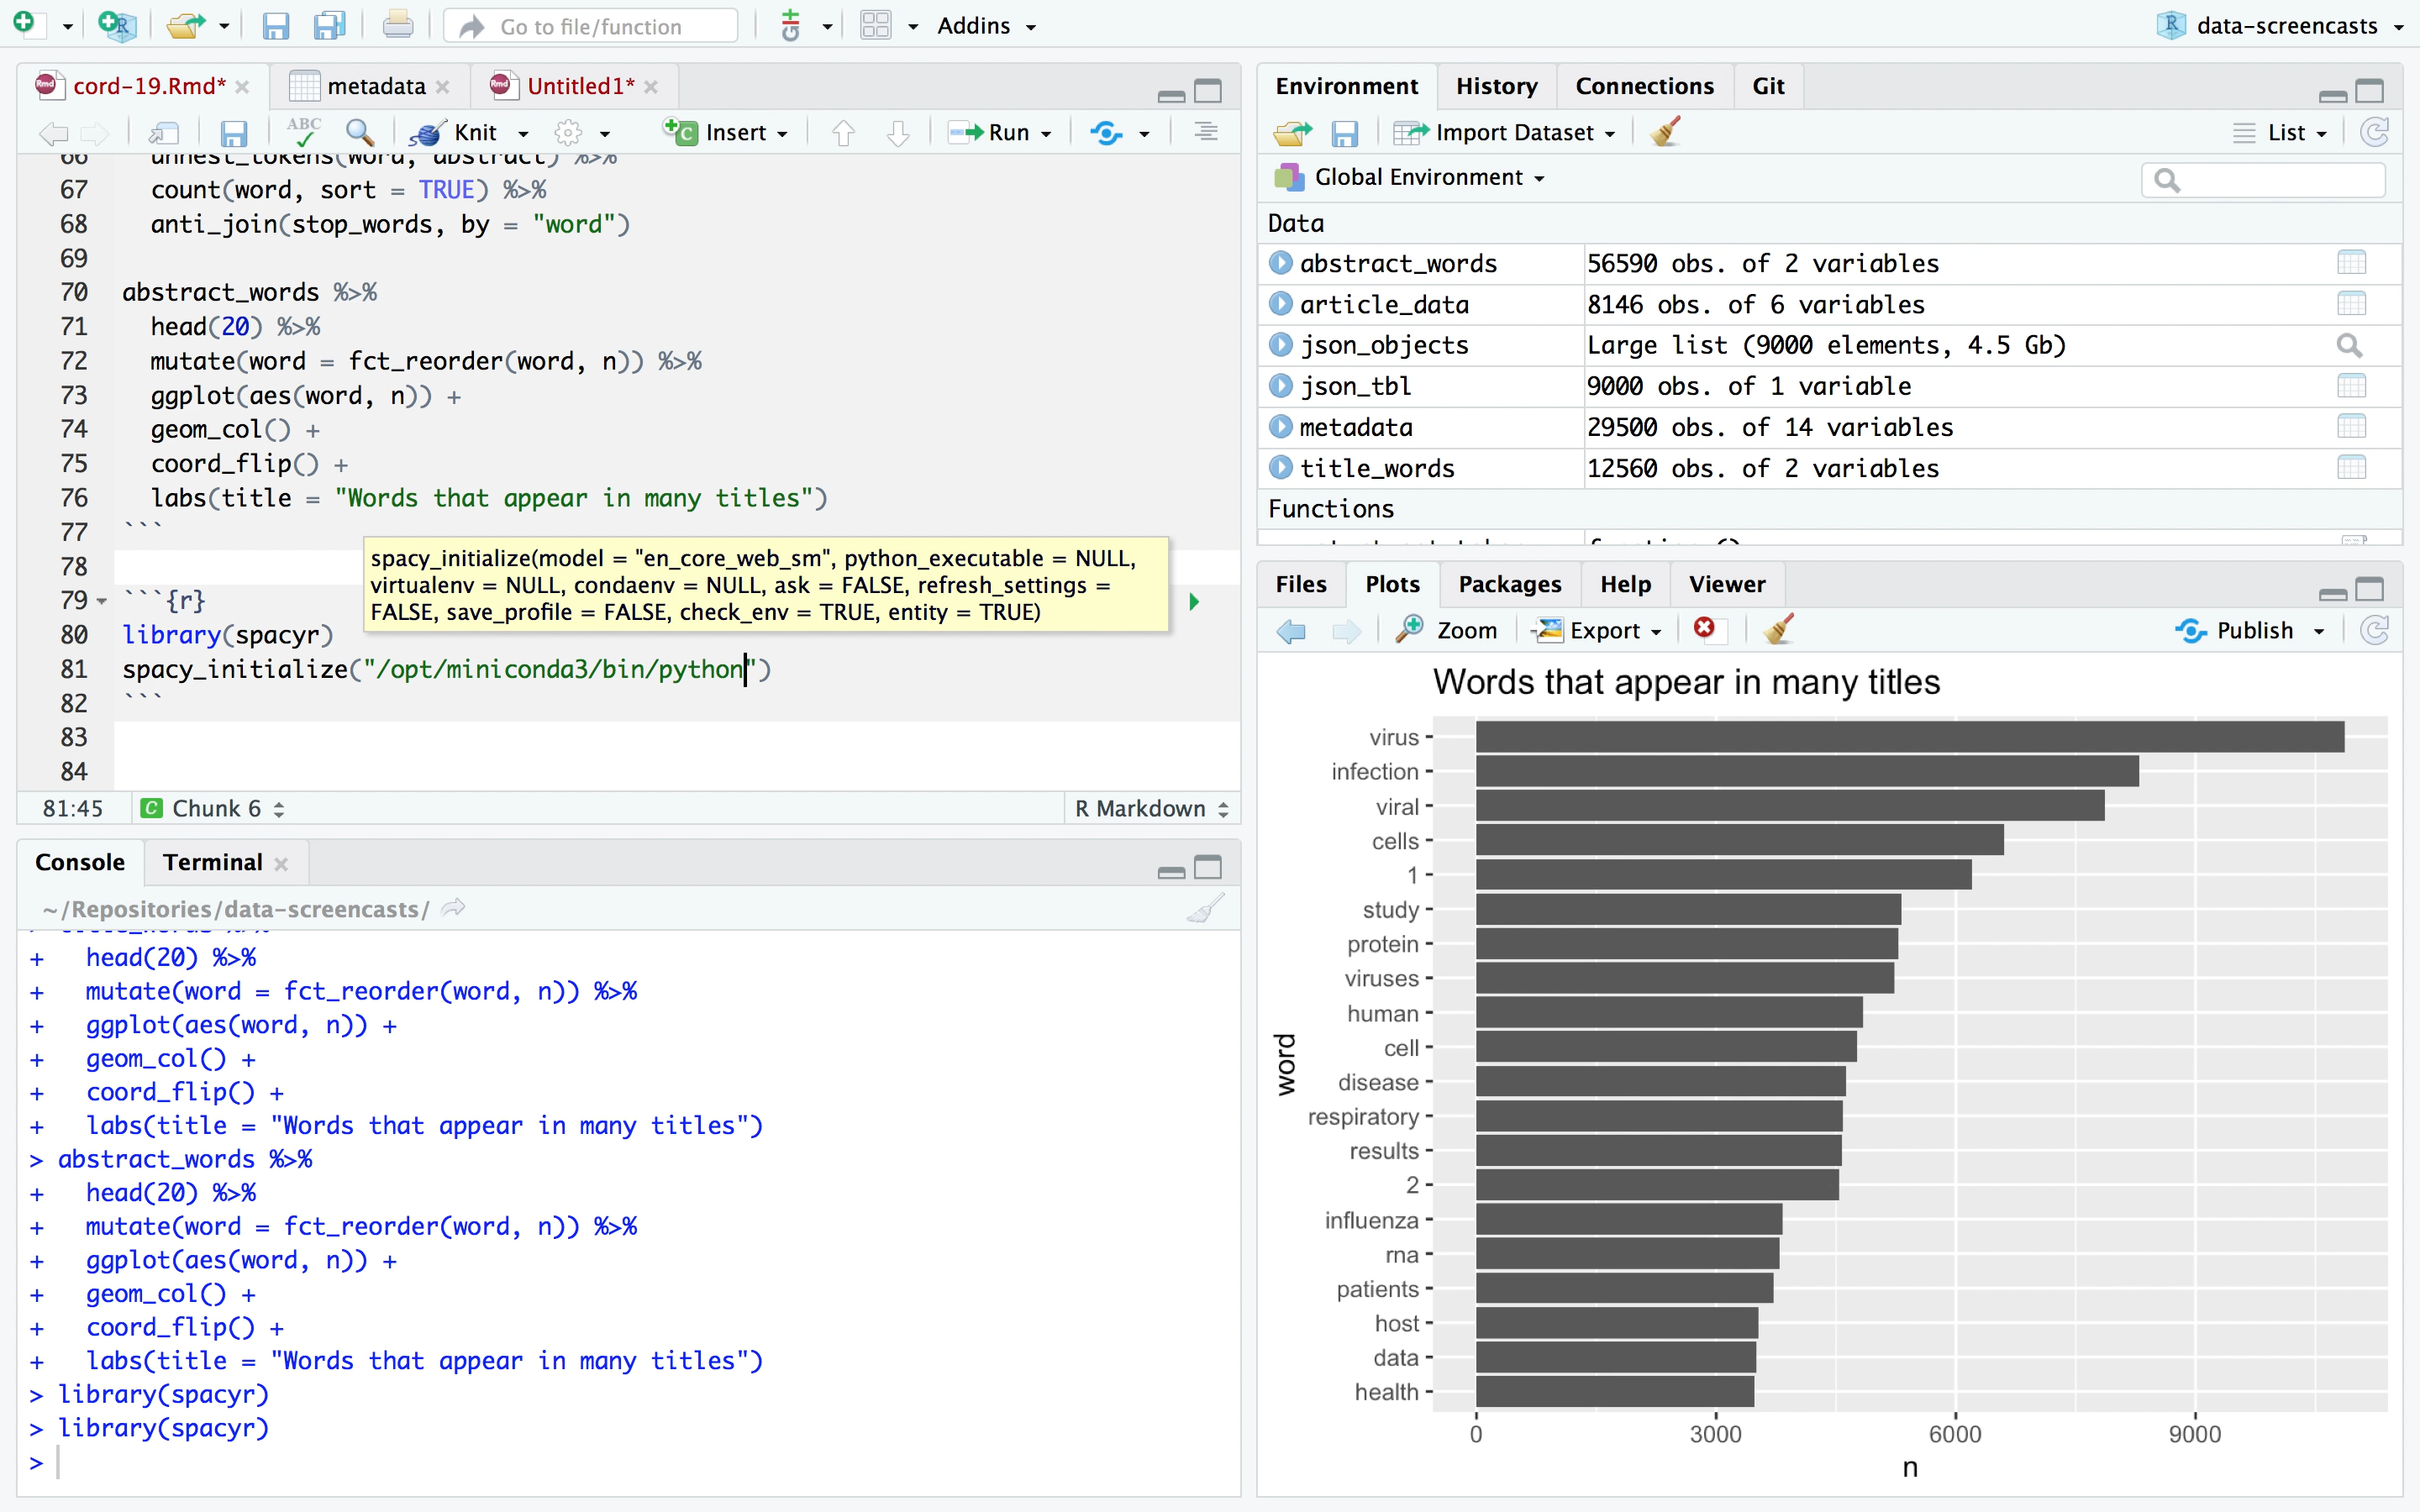 Go to file/function
Addins
data-screencasts
cord-19.Rmd*
metadata
Untitled1*
ABC
Knit
Insert
Run
66 unnest_tokens(word, abstract) %>%
67 count(word, sort = TRUE) %>%
68 anti_join(stop_words, by = "word")
69
70 abstract_words %>%
71 head(20) %>%
72 mutate(word = fct_reorder(word, n)) %>%
73 ggplot(aes(word, n)) +
74 geom_col() +
75 coord_flip() +
76 labs(title = "Words that appear in many titles")
77 ```
78
79 ```{r}
80 library(spacyr)
81 spacy_initialize("/opt/miniconda3/bin/python")
82 ```
83
84
spacy_initialize(model = "en_core_web_sm", python_executable = NULL,
virtualenv = NULL, condaenv = NULL, ask = FALSE, refresh_settings =
FALSE, save_profile = FALSE, check_env = TRUE, entity = TRUE)
81:45 C Chunk 6 R Markdown
Console Terminal
~/Repositories/data-screencasts/
+ head(20) %>%
+ mutate(word = fct_reorder(word, n)) %>%
+ ggplot(aes(word, n)) +
+ geom_col() +
+ coord_flip() +
+ labs(title = "Words that appear in many titles")
> abstract_words %>%
+ head(20) %>%
+ mutate(word = fct_reorder(word, n)) %>%
+ ggplot(aes(word, n)) +
+ geom_col() +
+ coord_flip() +
+ labs(title = "Words that appear in many titles")
> library(spacyr)
> library(spacyr)
>
Environment History Connections Git
Import Dataset
List
Global Environment
Data
abstract_words 56590 obs. of 2 variables
article_data 8146 obs. of 6 variables
json_objects Large list (9000 elements, 4.5 Gb)
json_tbl 9000 obs. of 1 variable
metadata 29500 obs. of 14 variables
title_words 12560 obs. of 2 variables
Functions
Files Plots Packages Help Viewer
Zoom Export Publish
Words that appear in many titles
virus
infection
viral
cells
1
study
protein
viruses
human
cell
disease
respiratory
results
2
influenza
rna
patients
host
data
health
word
0 3000 6000 9000
n